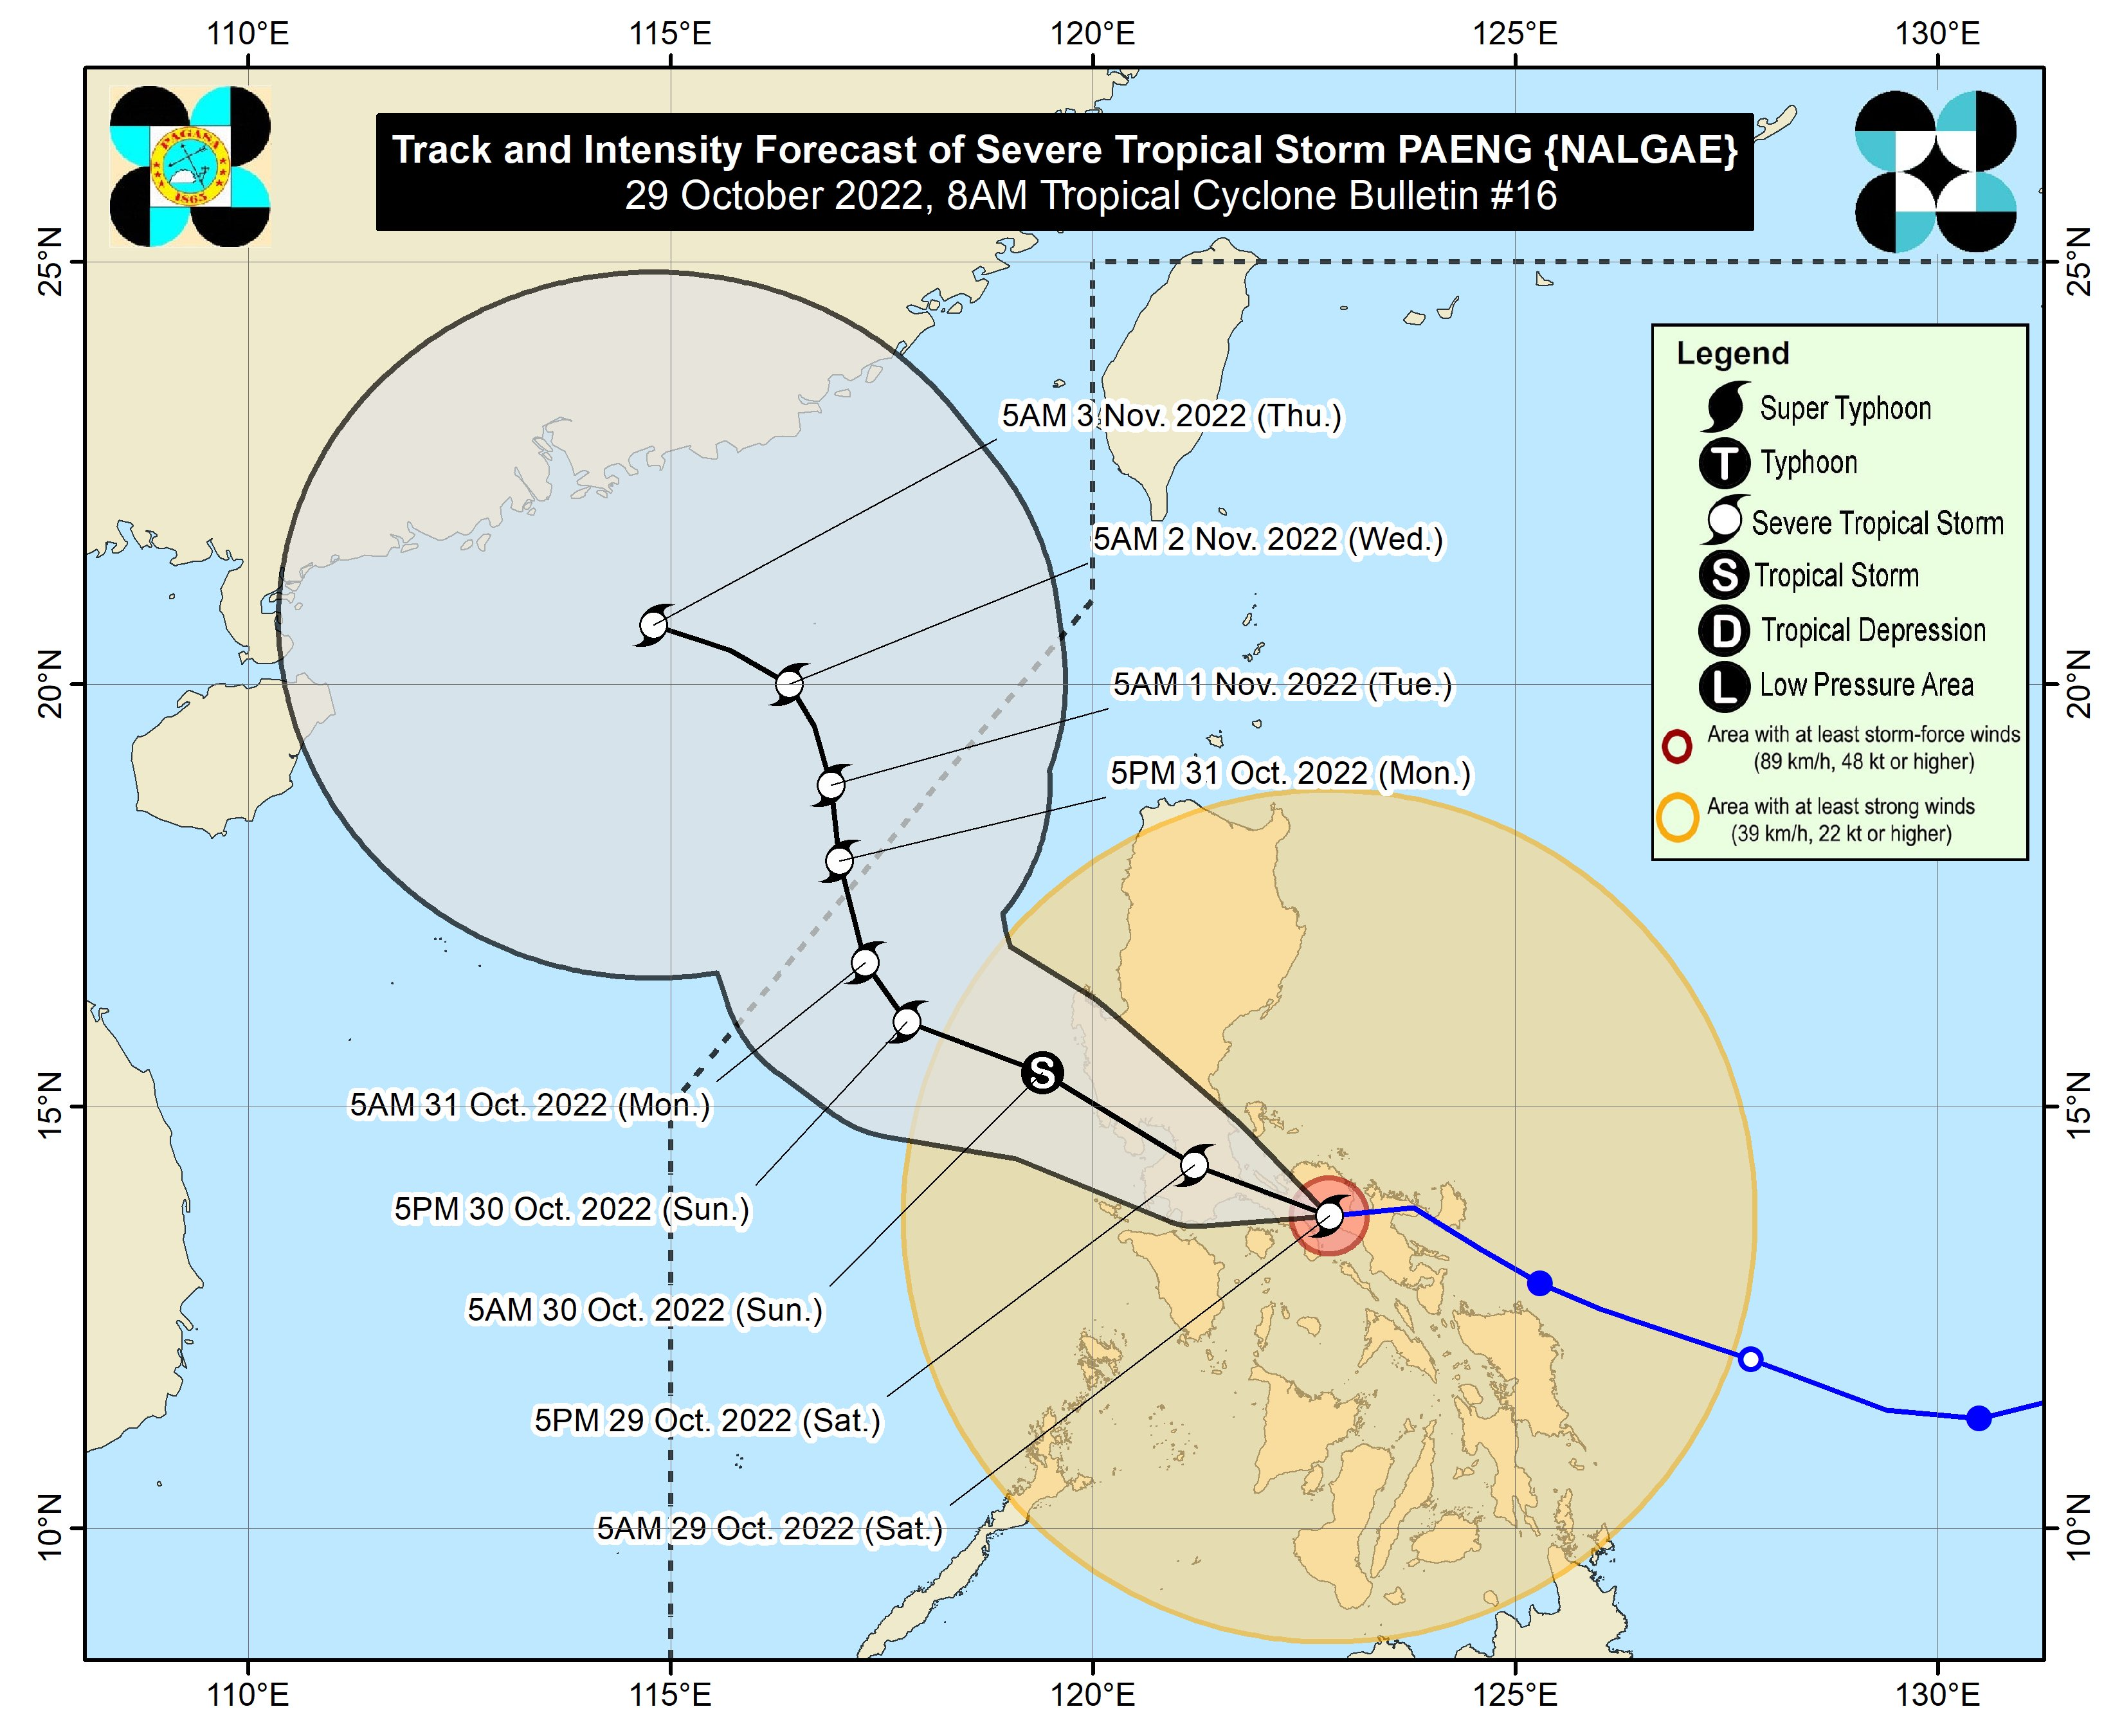 110°E 115°E 120°E 125°E 130°E
PAGASA
1865
Track and Intensity Forecast of Severe Tropical Storm PAENG {NALGAE}
29 October 2022, 8AM Tropical Cyclone Bulletin #16
25°N 25°N
Legend
Super Typhoon
T Typhoon
Severe Tropical Storm
S Tropical Storm
D Tropical Depression
L Low Pressure Area
Area with at least storm-force winds
(89 km/h, 48 kt or higher)
Area with at least strong winds
(39 km/h, 22 kt or higher)
5AM 3 Nov. 2022 (Thu.)
5AM 2 Nov. 2022 (Wed.)
20°N 20°N
5AM 1 Nov. 2022 (Tue.)
5PM 31 Oct. 2022 (Mon.)
S
15°N 15°N
5AM 31 Oct. 2022 (Mon.)
5PM 30 Oct. 2022 (Sun.)
5AM 30 Oct. 2022 (Sun.)
5PM 29 Oct. 2022 (Sat.)
5AM 29 Oct. 2022 (Sat.)
10°N 10°N
110°E 115°E 120°E 125°E 130°E